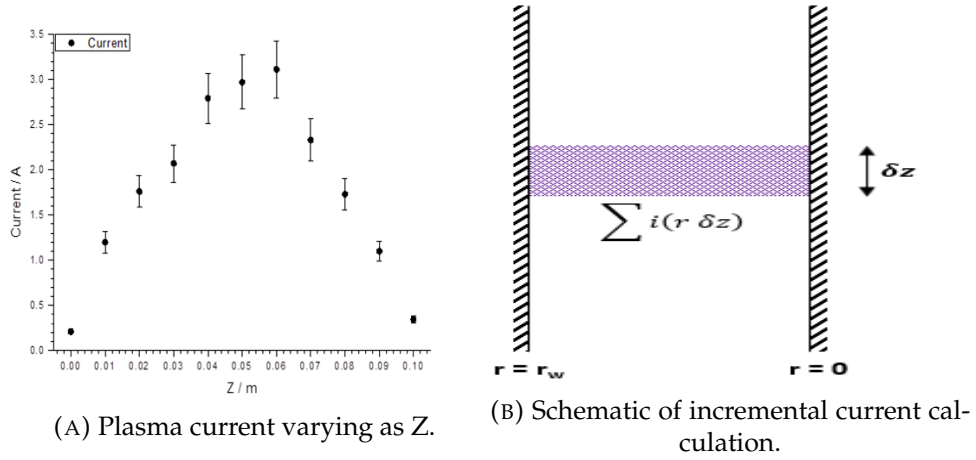 Current
3.5
3.0
2.5
2.0
1.5
1.0
0.5
0.0
Current / A
0.00 0.01 0.02 0.03 0.04 0.05 0.06 0.07 0.08 0.09 0.10
Z / m
(A) Plasma current varying as Z.
δz
∑ i(r δz)
r = r_w r = 0
(B) Schematic of incremental current cal-
culation.